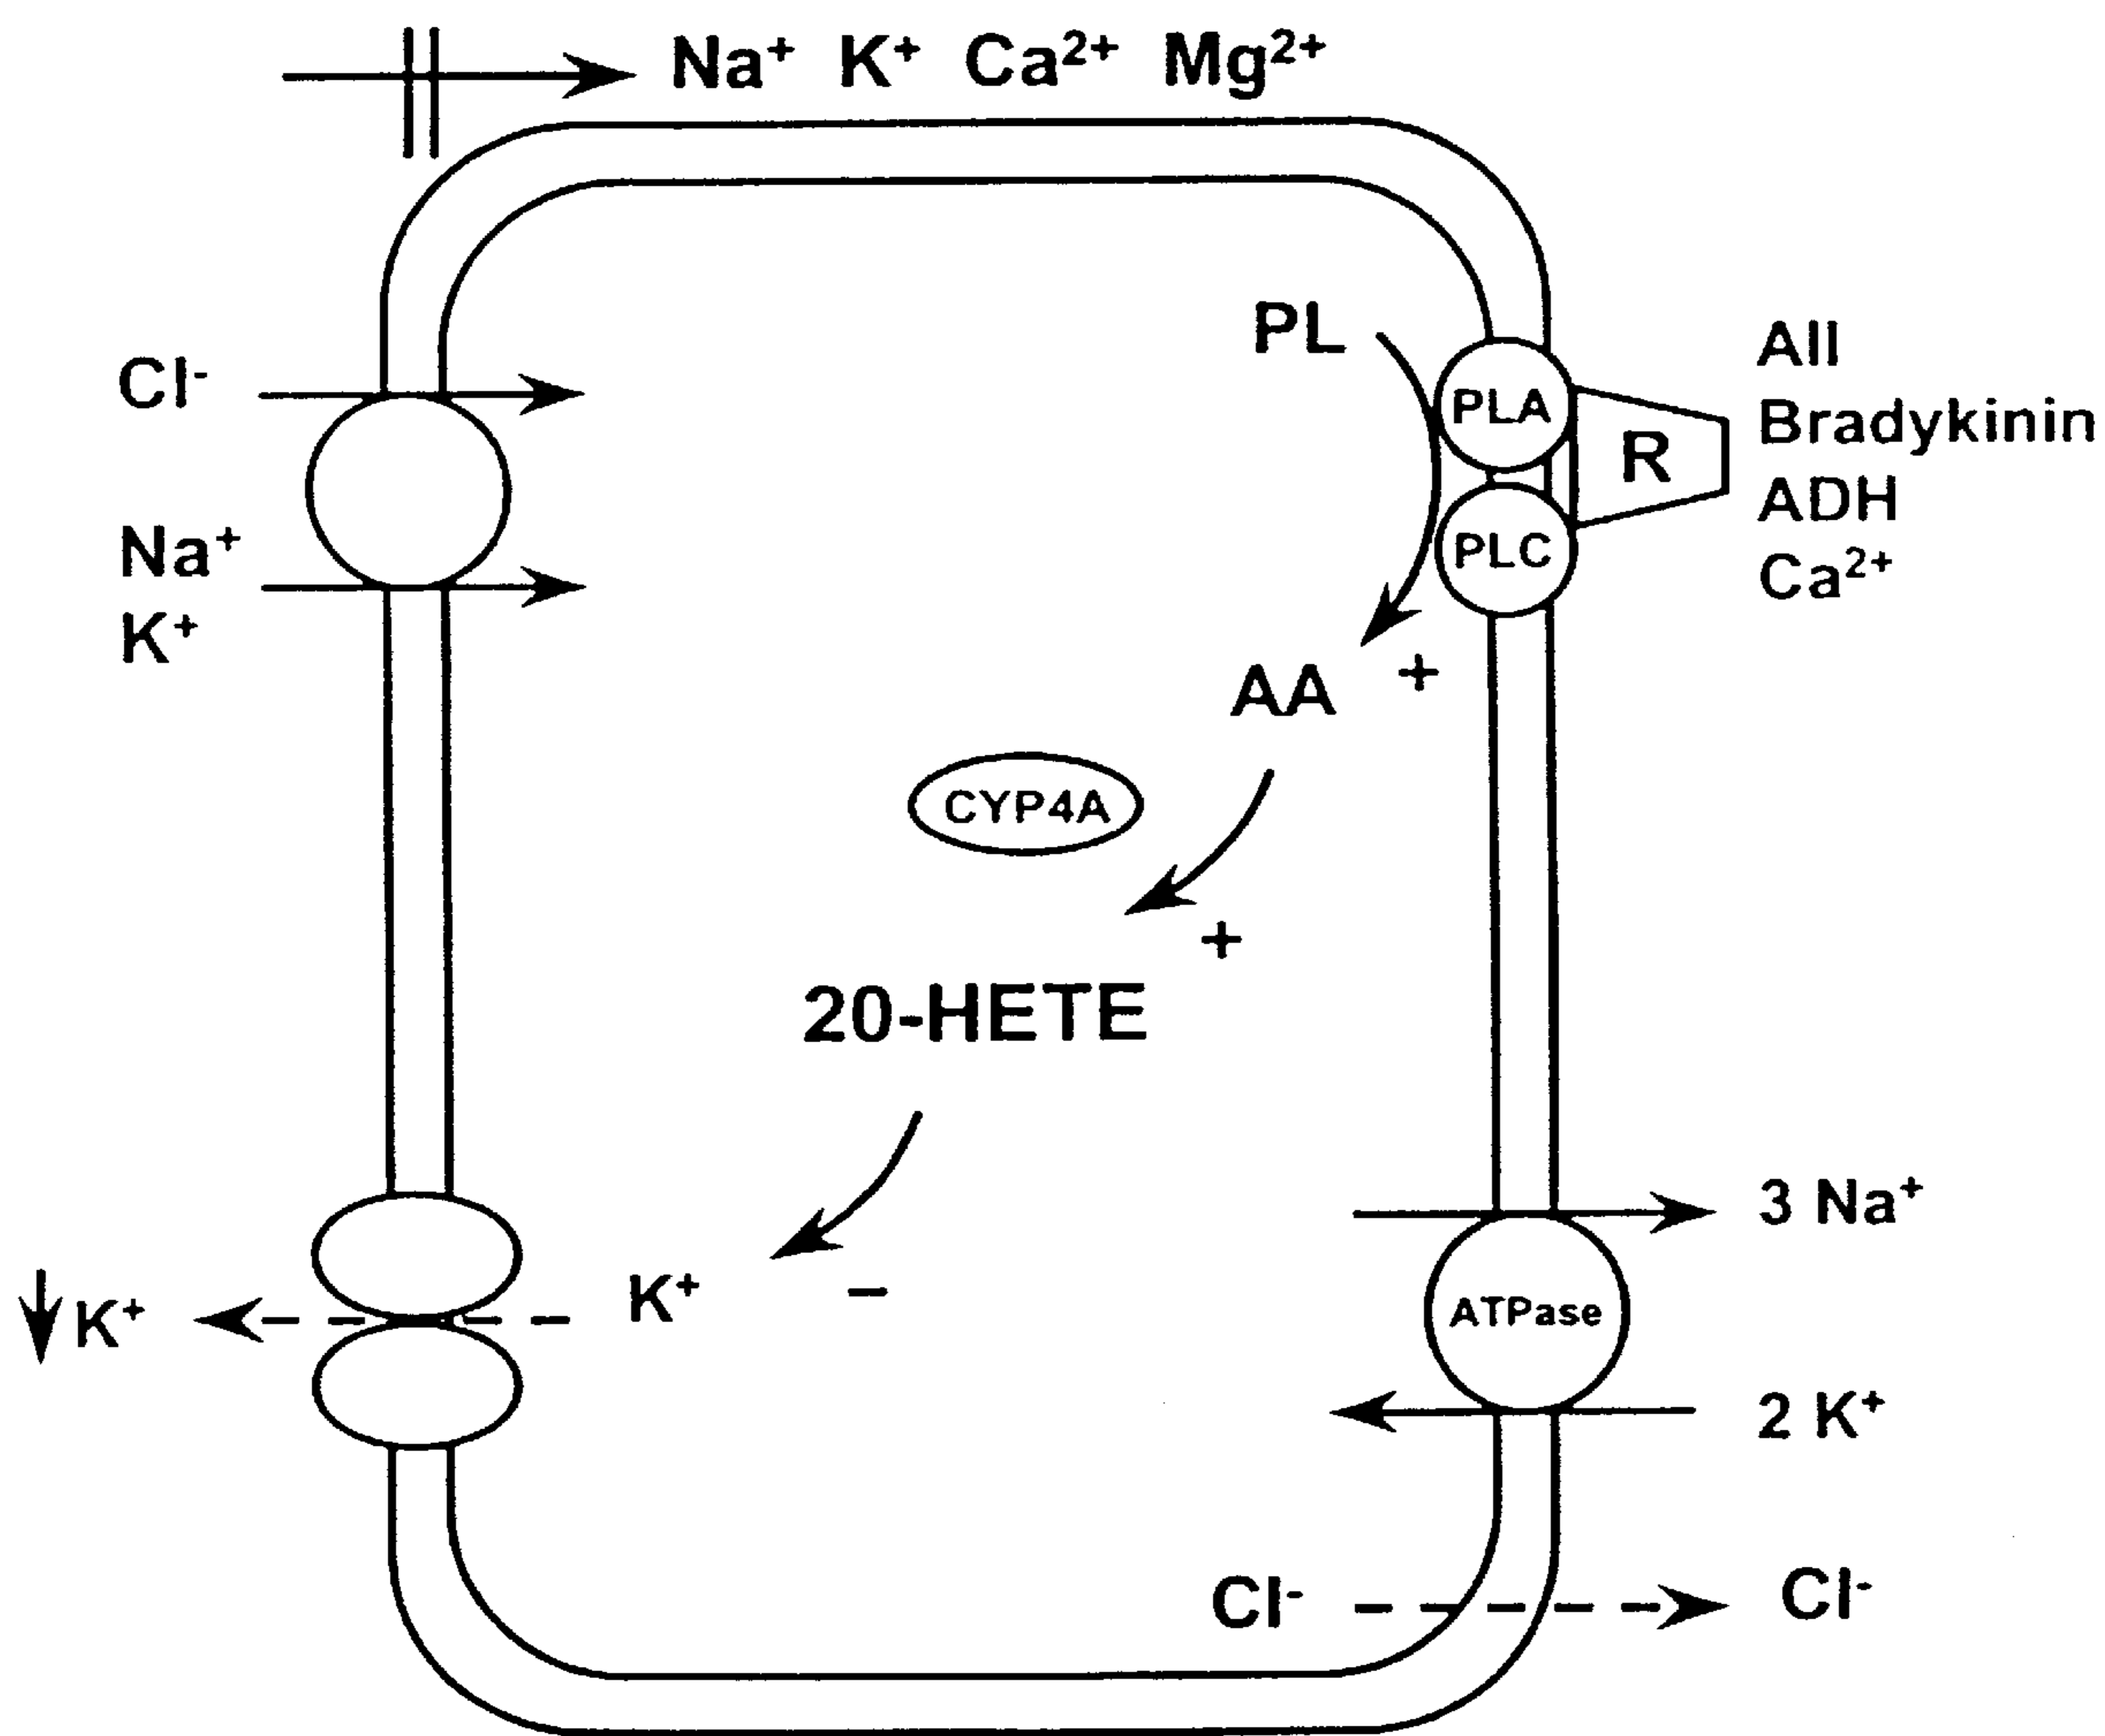 Na⁺ K⁺ Ca²⁺ Mg²⁺
PL
Cl⁻
PLA
R
AII
Bradykinin
ADH
Ca²⁺
PLC
Na⁺
K⁺
AA +
CYP4A
+
20-HETE
3 Na⁺
K⁺ K⁺ −
ATPase
2 K⁺
Cl⁻ Cl⁻